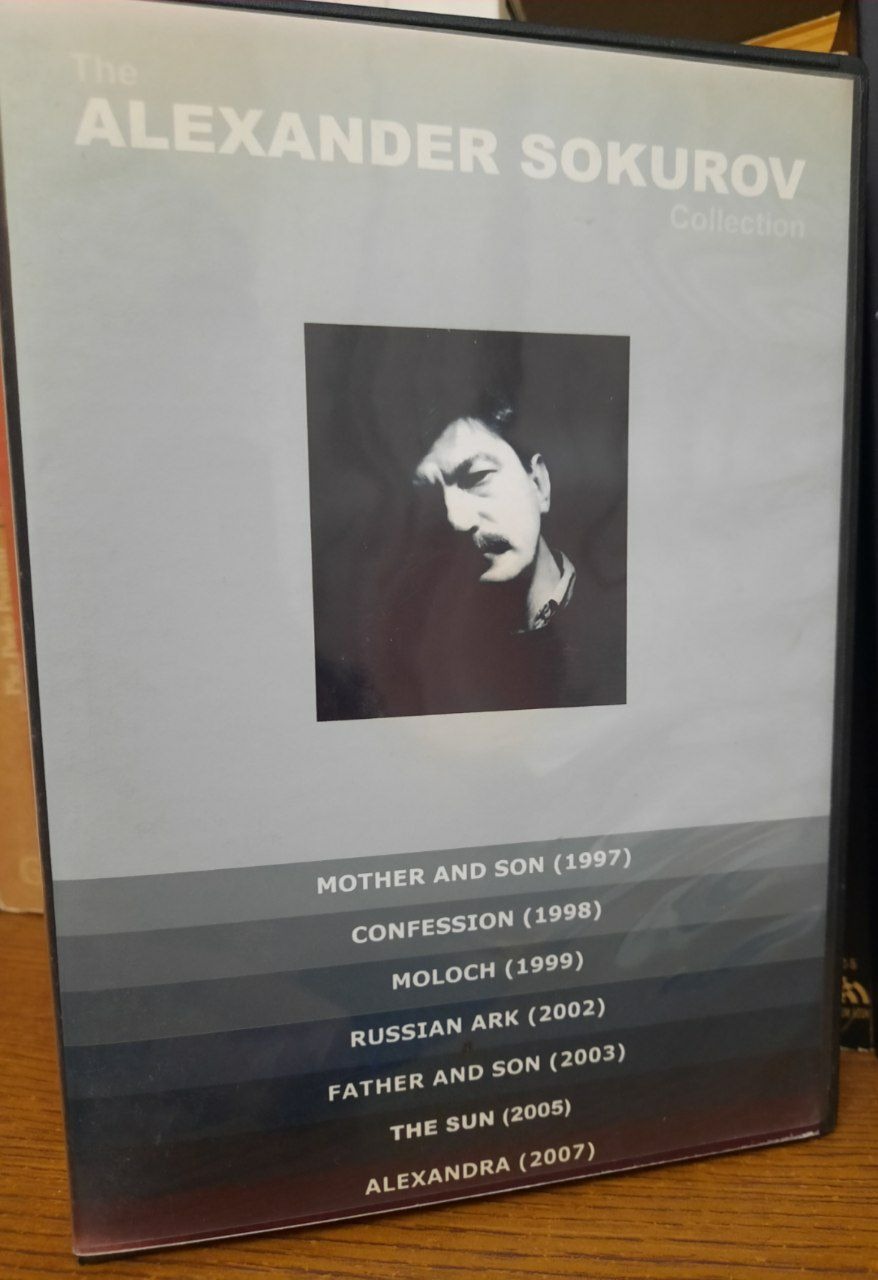 The
ALEXANDER SOKUROV
Collection
MOTHER AND SON (1997)
CONFESSION (1998)
MOLOCH (1999)
RUSSIAN ARK (2002)
FATHER AND SON (2003)
THE SUN (2005)
ALEXANDRA (2007)